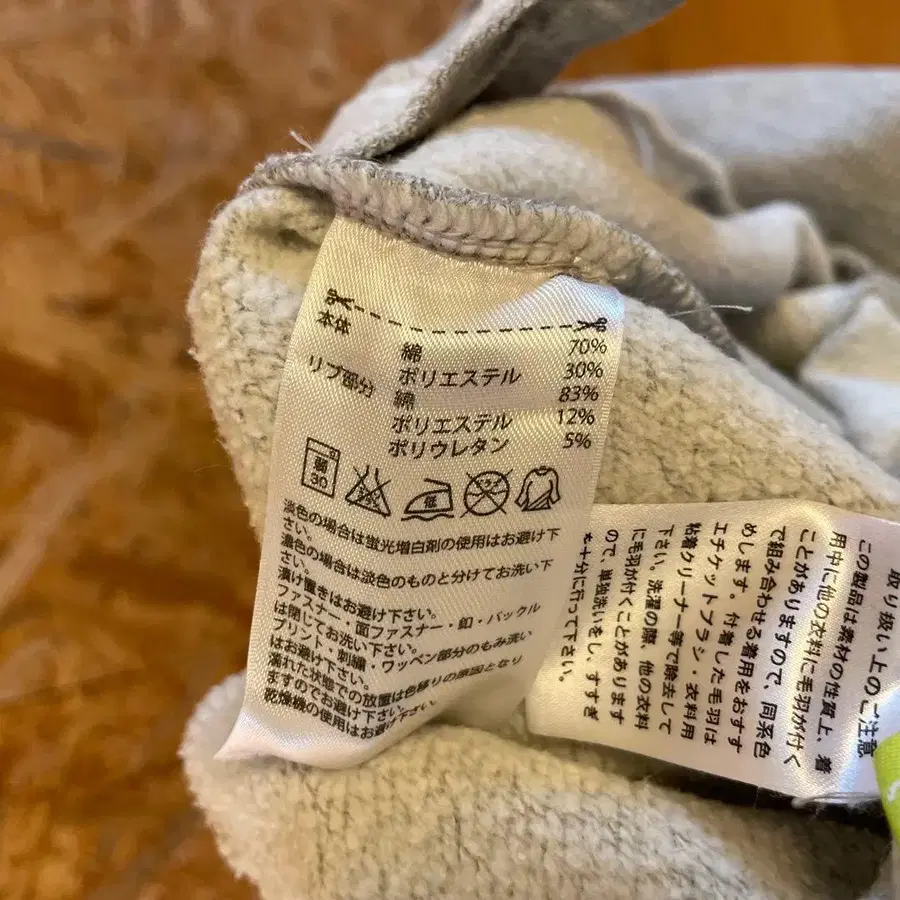 本体
綿 70%
ポリエステル 30%
リブ部分
綿 83%
ポリエステル 12%
ポリウレタン 5%
弱
30
低
淡色の場合は蛍光増白剤の使用はお避け下
さい。
濃色の場合は淡色のものと分けてお洗い下
さい。
漬け置きはお避け下さい。
ファスナー・面ファスナー・釦・バックル
は閉じてお洗い下さい。
プリント・刺繍・ワッペン部分のもみ洗い
はお避け下さい。
濡れた状態での放置は色移りの原因となり
ますのでお避け下さい。
乾燥機の使用はお避け下さい。
取り扱い上のご注意
この製品は素材の性質上、着
用中に他の衣料に毛羽が付く
ことがありますので、同系色
で組み合わせる着用をおすす
めします。付着した毛羽は
エチケットブラシ・衣料用
粘着クリーナー等で除去して
下さい。洗濯の際、他の衣料
に毛羽が付くことがあります
ので、単独洗いをし、すすぎ
を十分に行って下さい。